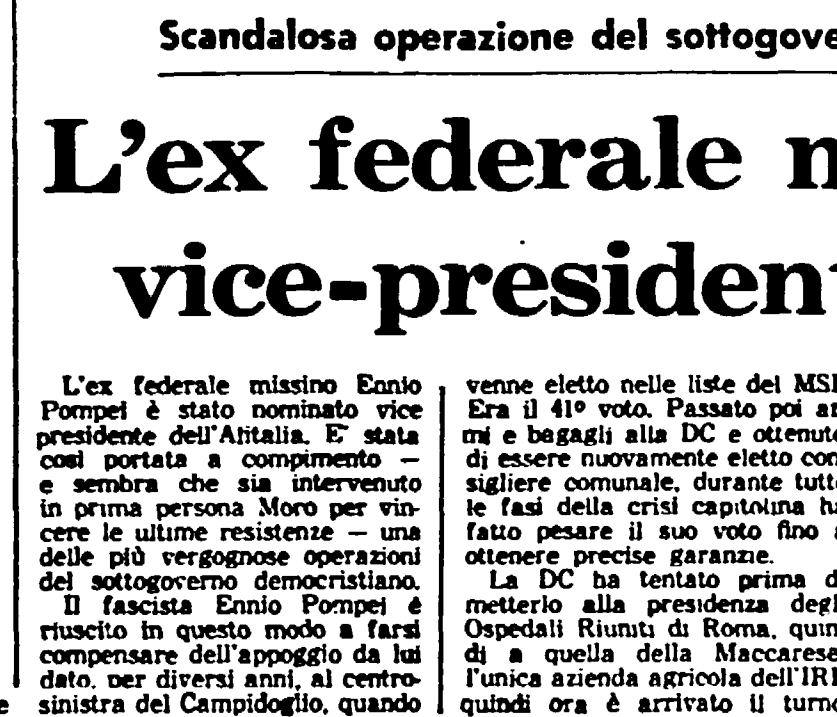 Scandalosa operazione del sottogove
L'ex federale n
vice-president
L'ex federale missino Ennio
Pompei è stato nominato vice
presidente dell'Alitalia. E' stata
così portata a compimento —
e sembra che sia intervenuto
in prima persona Moro per vin-
cere le ultime resistenze — una
delle più vergognose operazioni
del sottogoverno democristiano.
Il fascista Ennio Pompei è
riuscito in questo modo a farsi
compensare dell'appoggio da lui
dato, per diversi anni, al centro-
sinistra del Campidoglio, quando
venne eletto nelle liste del MSI
Era il 41º voto. Passato poi ar
mi e bagagli alla DC e ottenuto
di essere nuovamente eletto con
sigliere comunale, durante tutte
le fasi della crisi capitolina ha
fatto pesare il suo voto fino a
ottenere precise garanzie.
La DC ha tentato prima d
metterlo alla presidenza degl
Ospedali Riuniti di Roma, quin
di a quella della Maccarese
l'unica azienda agricola dell'IRI
quindi ora è arrivato il turno
e